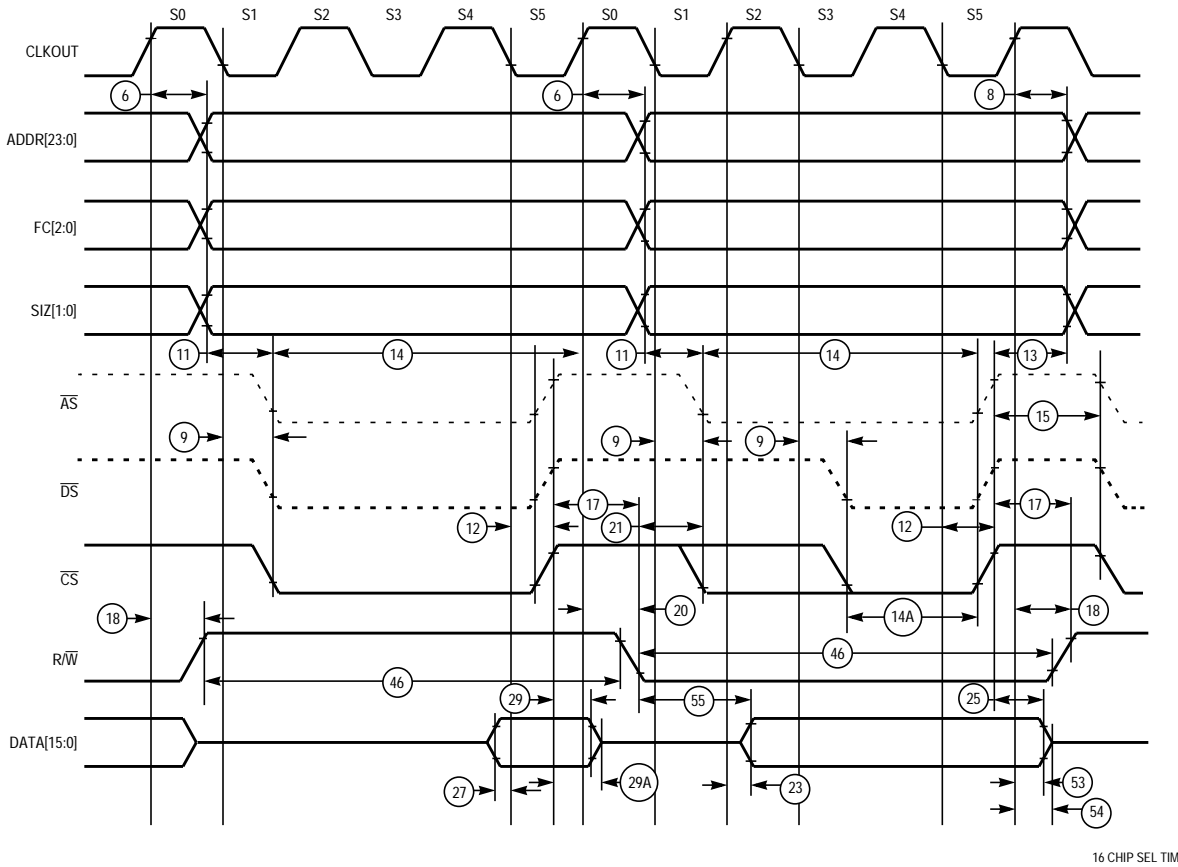 S0 S1 S2 S3 S4 S5 S0 S1 S2 S3 S4 S5
CLKOUT
6 6 8
ADDR[23:0]
FC[2:0]
SIZ[1:0]
11 14 11 14 13
AS
15
9 9 9
DS
17 17
12 21 12
CS
18 20 14A 18
R/W
46 46
29 55 25
DATA[15:0]
27 29A 23 53
54
16 CHIP SEL TIM